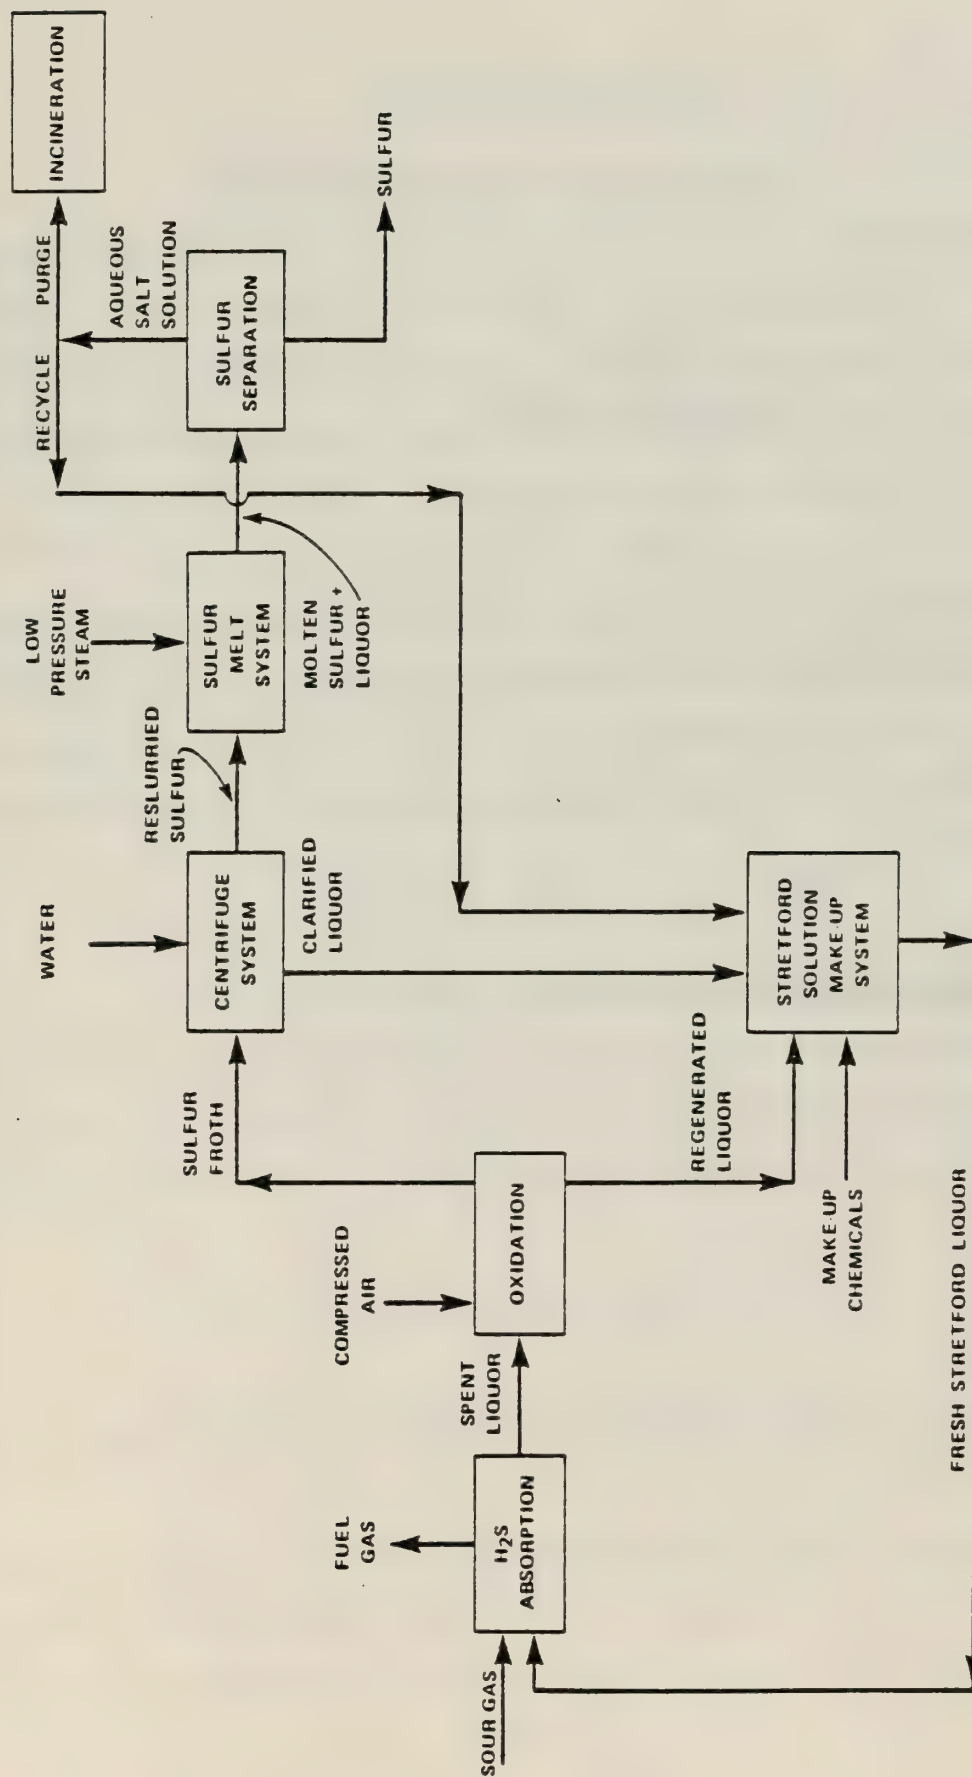 INCINERATION
RECYCLE
PURGE
AQUEOUS
SALT
SOLUTION
LOW
PRESSURE
STEAM
WATER
RESLURRIED
SULFUR
SULFUR
SEPARATION
SULFUR
MELT
SYSTEM
CENTRIFUGE
SYSTEM
SULFUR
FROTH
MOLTEN
SULFUR +
LIQUOR
CLARIFIED
LIQUOR
SULFUR
COMPRESSED
AIR
FUEL
GAS
SPENT
LIQUOR
H₂S
ABSORPTION
OXIDATION
SOUR GAS
REGENERATED
LIQUOR
STRETFORD
SOLUTION
MAKE-UP
SYSTEM
MAKE-UP
CHEMICALS
FRESH STRETFORD LIQUOR